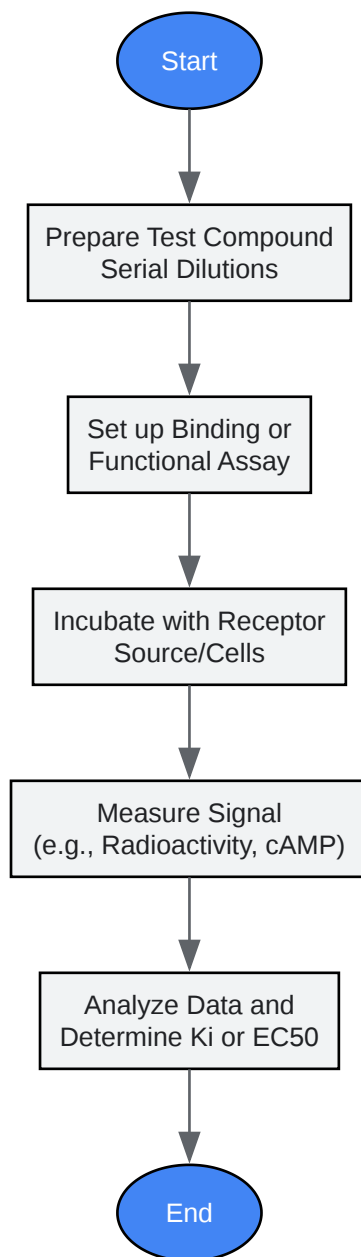 Start
Prepare Test Compound
Serial Dilutions
Set up Binding or
Functional Assay
Incubate with Receptor
Source/Cells
Measure Signal
(e.g., Radioactivity, cAMP)
Analyze Data and
Determine Ki or EC50
End